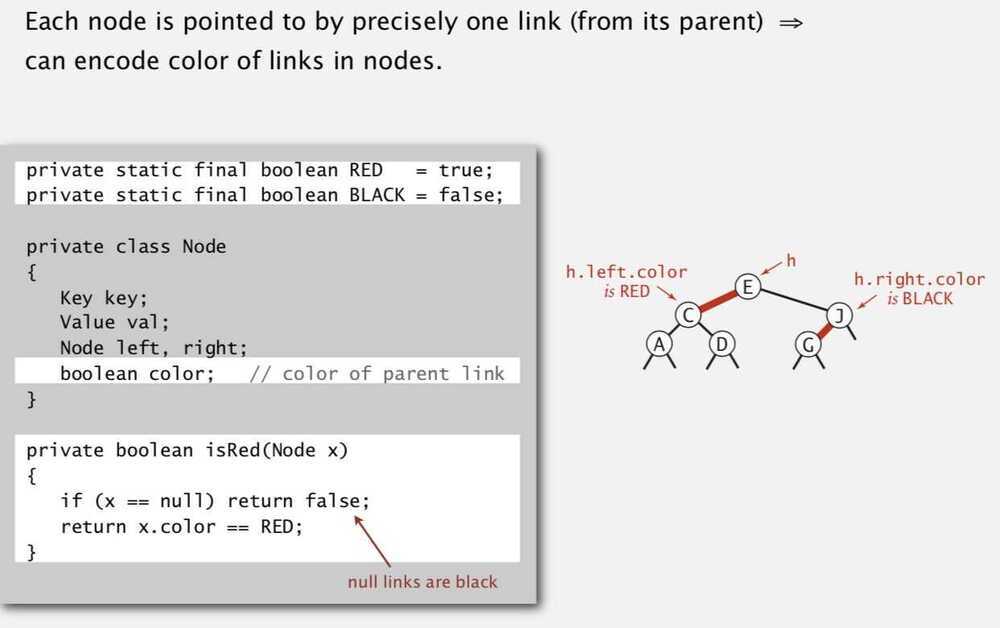 Each node is pointed to by precisely one link (from its parent) ⇒
can encode color of links in nodes.
private static final boolean RED   = true;
private static final boolean BLACK = false;
private class Node
{
   Key key;
   Value val;
   Node left, right;
   boolean color;   // color of parent link
}
private boolean isRed(Node x)
{
   if (x == null) return false;
   return x.color == RED;
}
null links are black
h
h.left.color
is RED
h.right.color
is BLACK
E
C
J
A
D
G